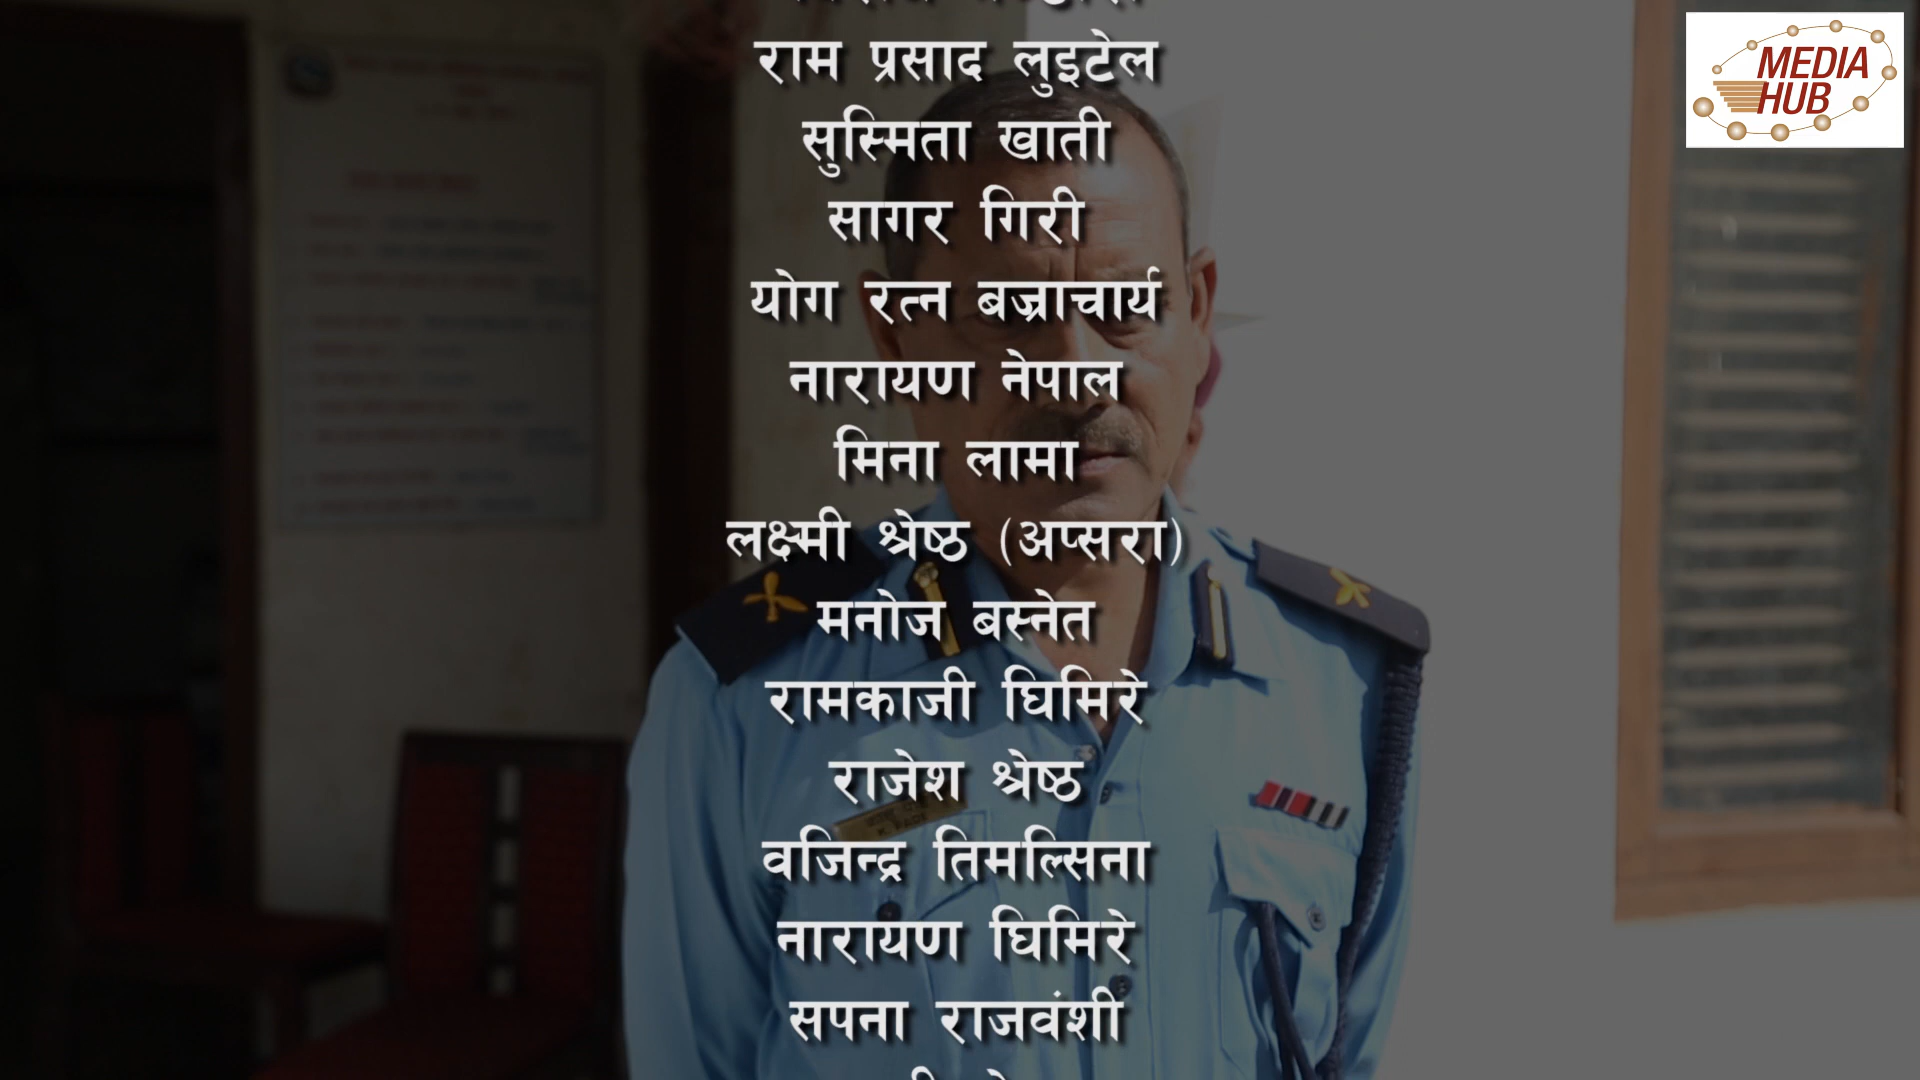 राम प्रसाद लुइटेल
सुस्मिता खाती
सागर गिरी
योग रत्न बज्राचार्य
नारायण नेपाल
मिना लामा
लक्ष्मी श्रेष्ठ (अप्सरा)
मनोज बस्नेत
रामकाजी घिमिरे
राजेश श्रेष्ठ
वजिन्द्र तिमल्सिना
नारायण घिमिरे
सपना राजवंशी
MEDIA
HUB